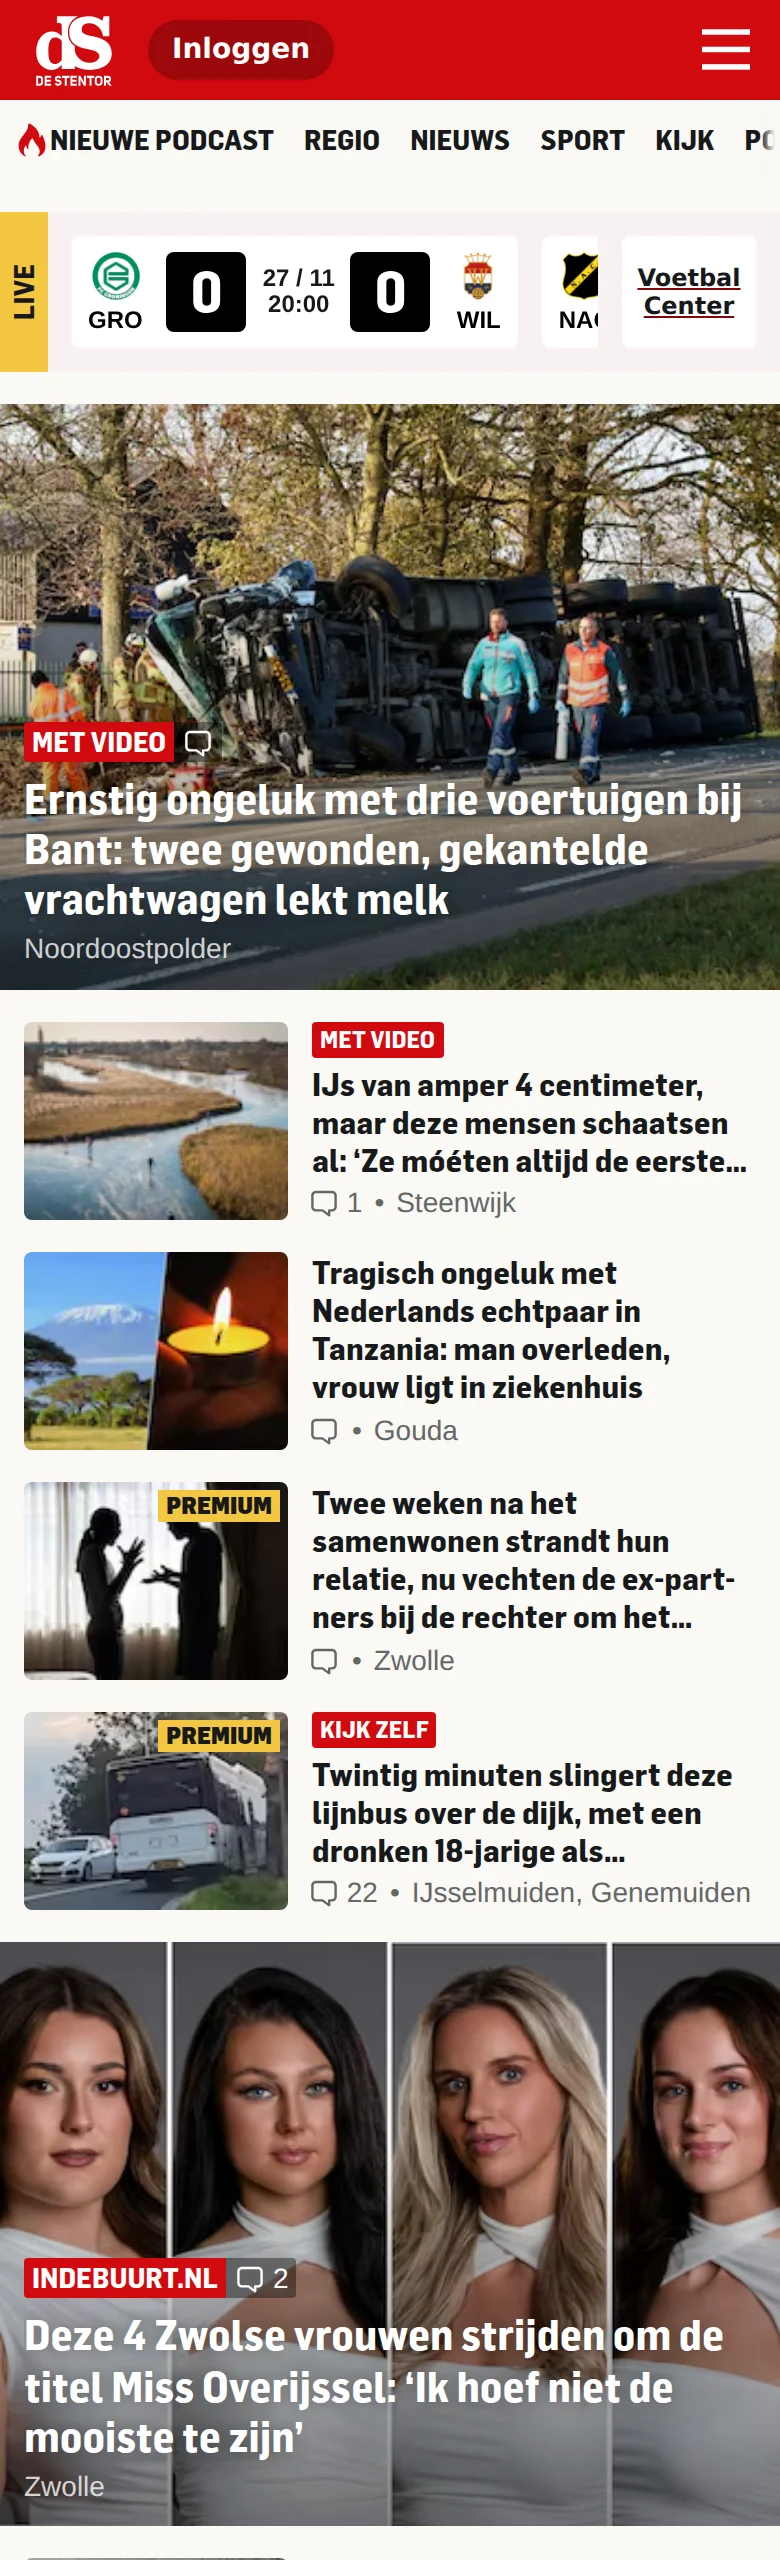 dS
DE STENTOR
Inloggen
NIEUWE PODCAST REGIO NIEUWS SPORT KIJK
LIVE
GRO
0
27 / 11
20:00
0
WIL
NAC
Voetbal
Center
MET VIDEO
Ernstig ongeluk met drie voertuigen bij
Bant: twee gewonden, gekantelde
vrachtwagen lekt melk
Noordoostpolder
MET VIDEO
IJs van amper 4 centimeter,
maar deze mensen schaatsen
al: ‘Ze móéten altijd de eerste...
1 • Steenwijk
Tragisch ongeluk met
Nederlands echtpaar in
Tanzania: man overleden,
vrouw ligt in ziekenhuis
• Gouda
PREMIUM
Twee weken na het
samenwonen strandt hun
relatie, nu vechten de ex-part-
ners bij de rechter om het...
• Zwolle
PREMIUM
KIJK ZELF
Twintig minuten slingert deze
lijnbus over de dijk, met een
dronken 18-jarige als...
22 • IJsselmuiden, Genemuiden
INDEBUURT.NL 2
Deze 4 Zwolse vrouwen strijden om de
titel Miss Overijssel: ‘Ik hoef niet de
mooiste te zijn’
Zwolle